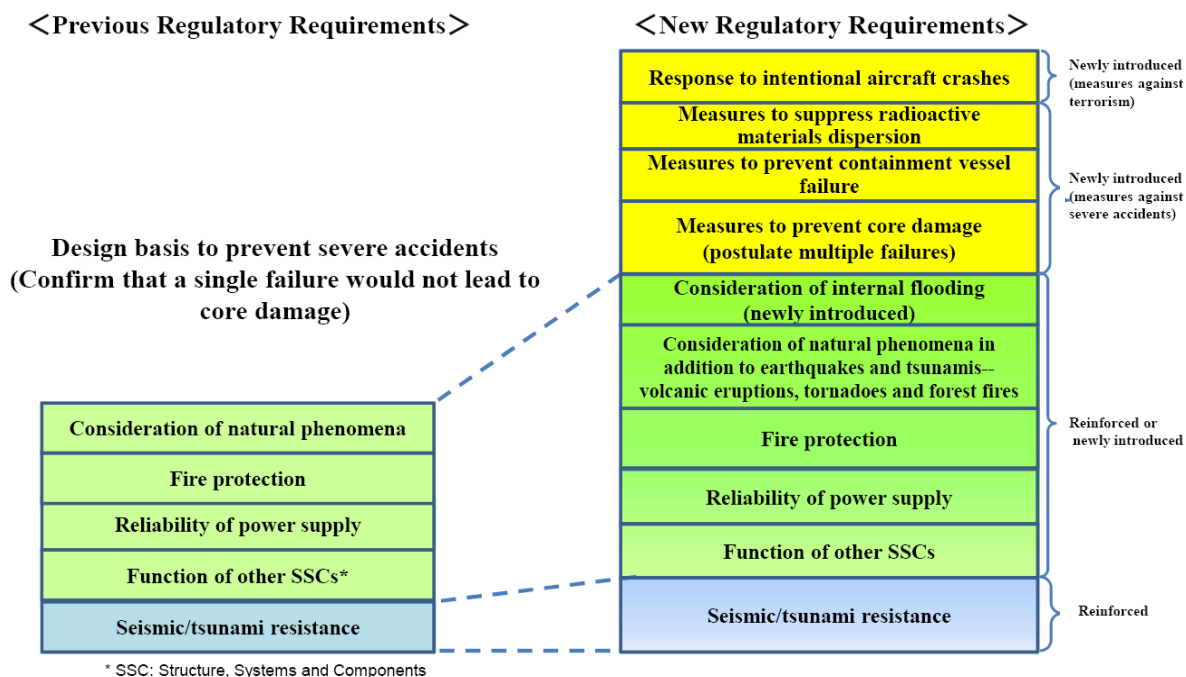 ＜Previous Regulatory Requirements＞
Design basis to prevent severe accidents
(Confirm that a single failure would not lead to
core damage)
Consideration of natural phenomena
Fire protection
Reliability of power supply
Function of other SSCs*
Seismic/tsunami resistance
* SSC: Structure, Systems and Components
＜New Regulatory Requirements＞
Response to intentional aircraft crashes
Measures to suppress radioactive
materials dispersion
Measures to prevent containment vessel
failure
Measures to prevent core damage
(postulate multiple failures)
Consideration of internal flooding
(newly introduced)
Consideration of natural phenomena in
addition to earthquakes and tsunamis--
volcanic eruptions, tornadoes and forest fires
Fire protection
Reliability of power supply
Function of other SSCs
Seismic/tsunami resistance
Newly introduced
(measures against
terrorism)
Newly introduced
(measures against
severe accidents)
Reinforced or
newly introduced
Reinforced